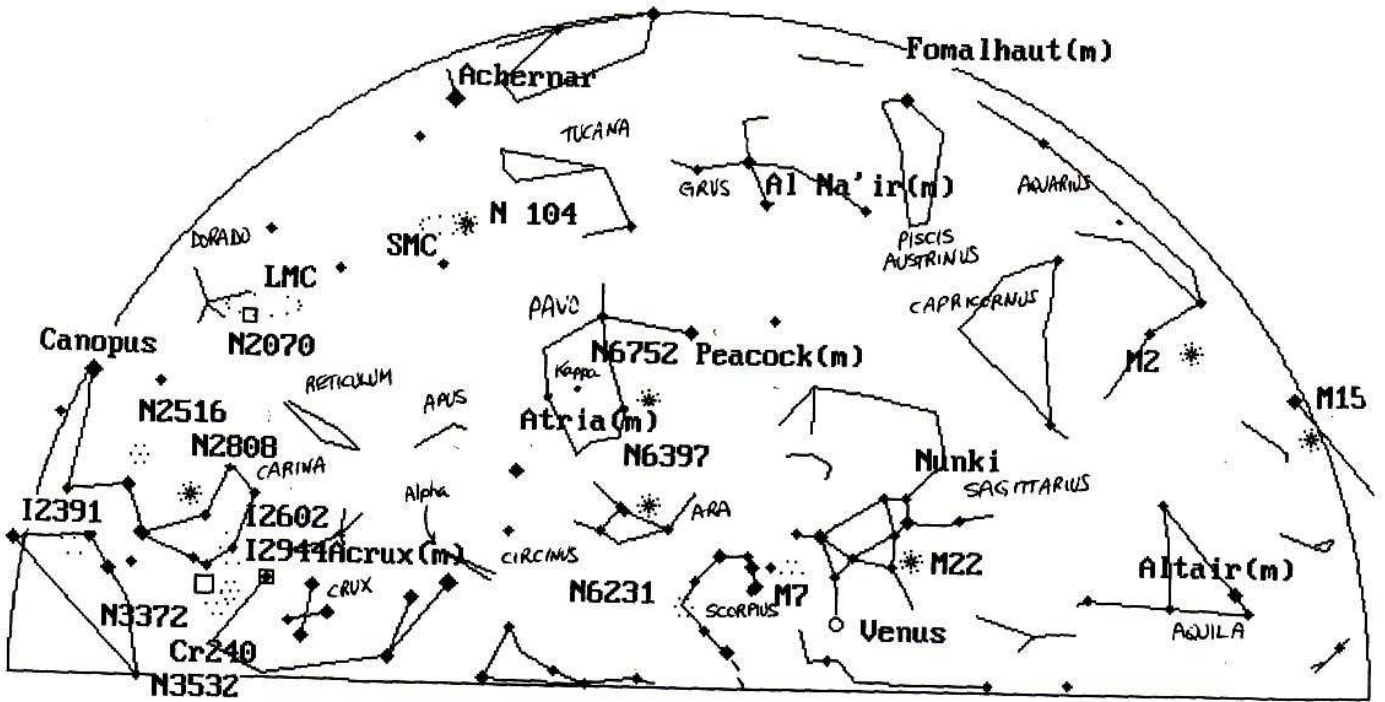 Fomalhaut(m)
Achernar
TUCANA
GRUS
Al Na'ir(m)
AQUARIUS
N 104
DORADO
SMC
PISCIS
AUSTRINUS
LMC
CAPRICORNUS
PAVO
Canopus
N2070
N6752
Peacock(m)
M2
RETICULUM
Kappa
APUS
M15
N2516
Atria(m)
N2808
N6397
CARINA
Nunki
SAGITTARIUS
Alpha
I2391
I2602
ARA
I2944
Acrux(m)
CIRCINUS
M22
Altair(m)
CRUX
N6231
M7
N3372
SCORPIUS
Venus
AQUILA
Cr240
N3532